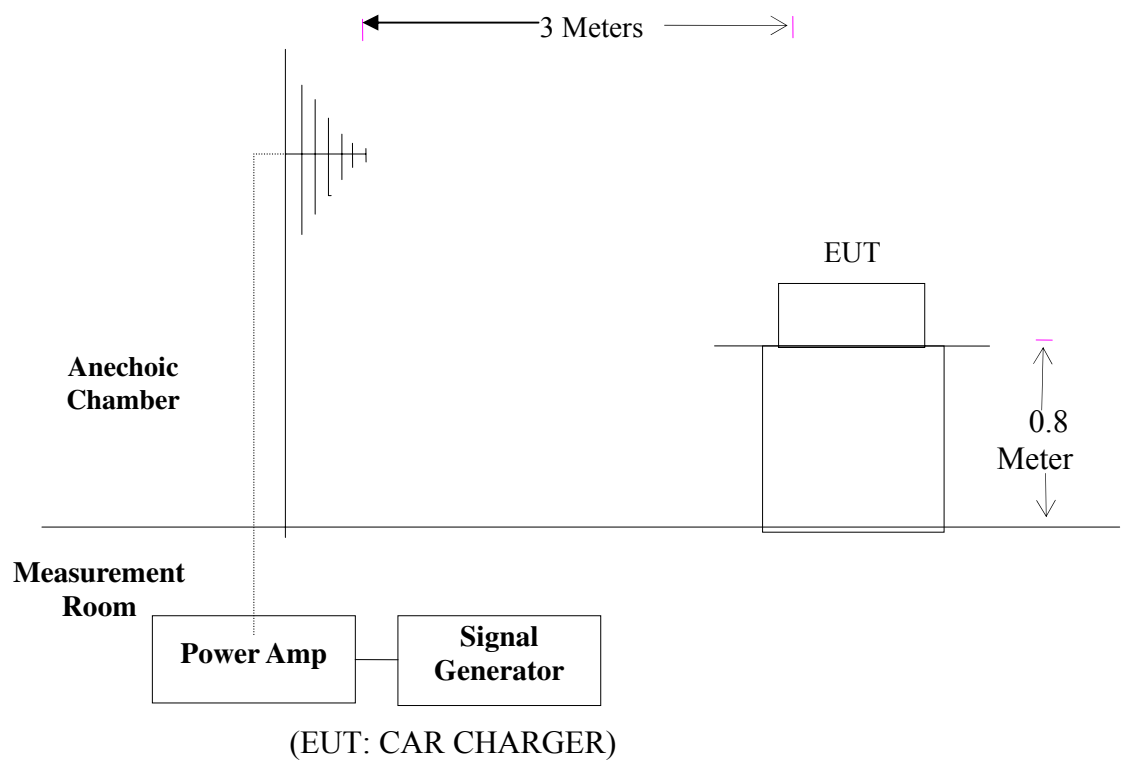 3 Meters
EUT
Anechoic
Chamber
0.8
Meter
Measurement
Room
Power Amp
Signal
Generator
(EUT: CAR CHARGER)